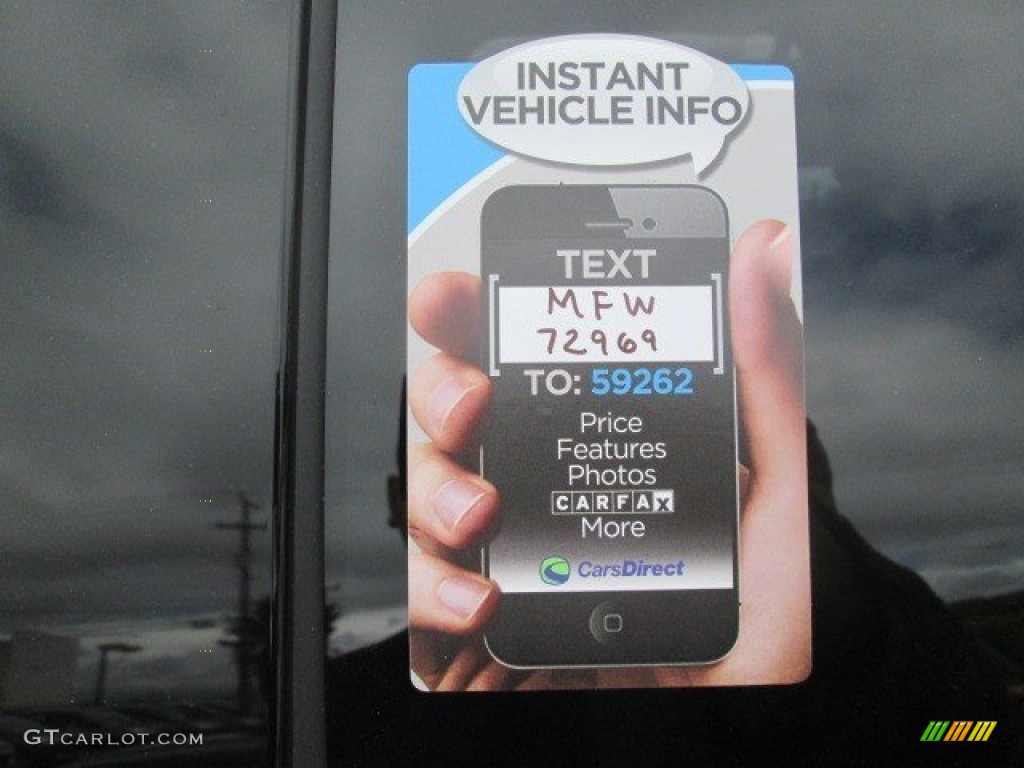 INSTANT
VEHICLE INFO
TEXT
MFW
72969
TO: 59262
Price
Features
Photos
CARFAX
More
CarsDirect
GTCARLOT.COM